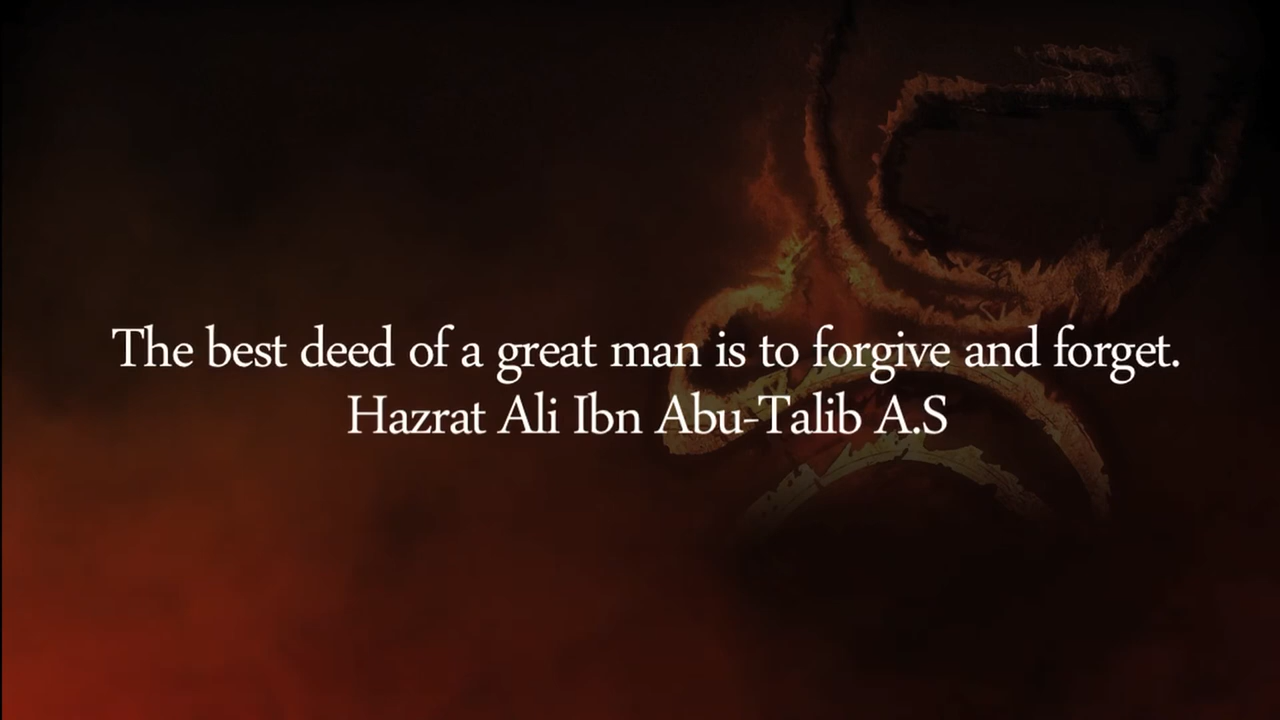 The best deed of a great man is to forgive and forget.
Hazrat Ali Ibn Abu-Talib A.S